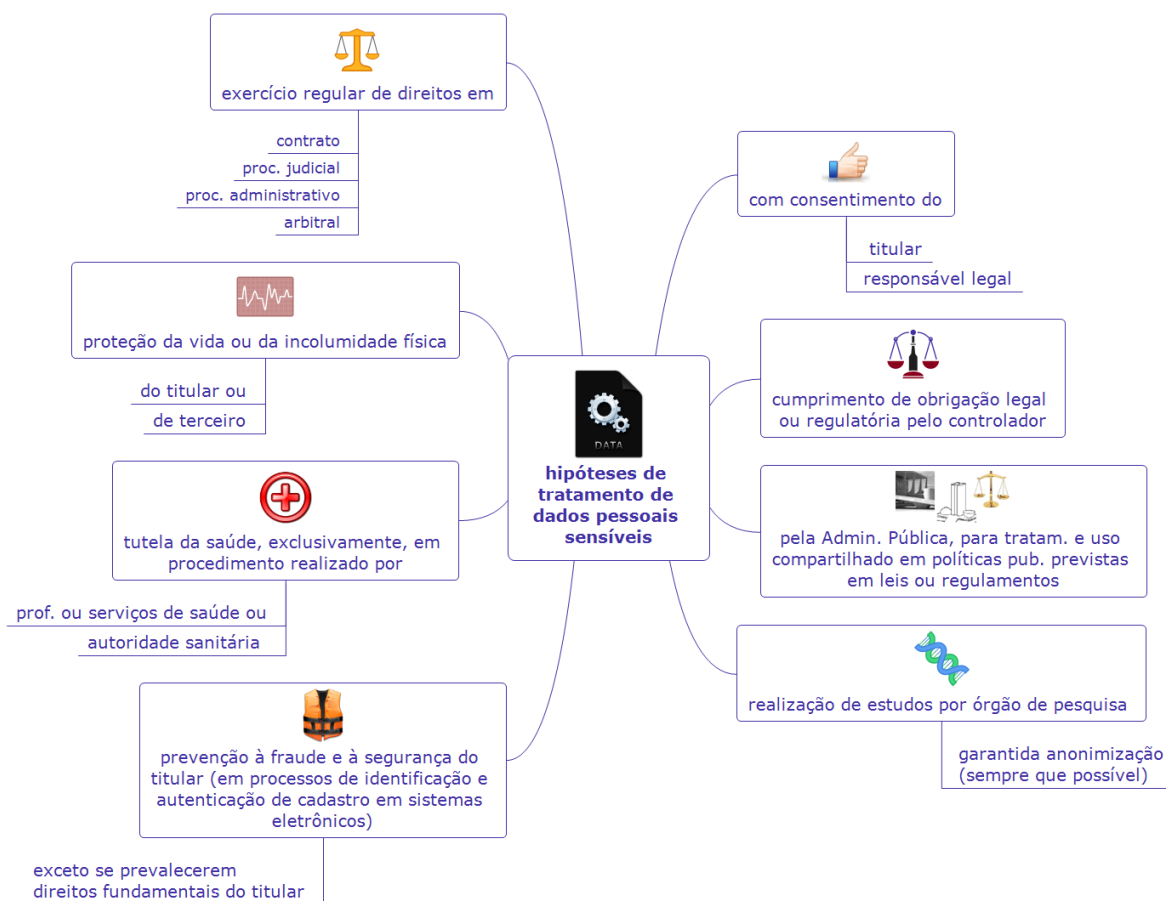 DATA
hipóteses de
tratamento de
dados pessoais
sensíveis
com consentimento do
titular
responsável legal
cumprimento de obrigação legal
ou regulatória pelo controlador
pela Admin. Pública, para tratam. e uso
compartilhado em políticas pub. previstas
em leis ou regulamentos
realização de estudos por órgão de pesquisa
garantida anonimização
(sempre que possível)
exercício regular de direitos em
contrato
proc. judicial
proc. administrativo
arbitral
proteção da vida ou da incolumidade física
do titular ou
de terceiro
tutela da saúde, exclusivamente, em
procedimento realizado por
prof. ou serviços de saúde ou
autoridade sanitária
prevenção à fraude e à segurança do
titular (em processos de identificação e
autenticação de cadastro em sistemas
eletrônicos)
exceto se prevalecerem
direitos fundamentais do titular